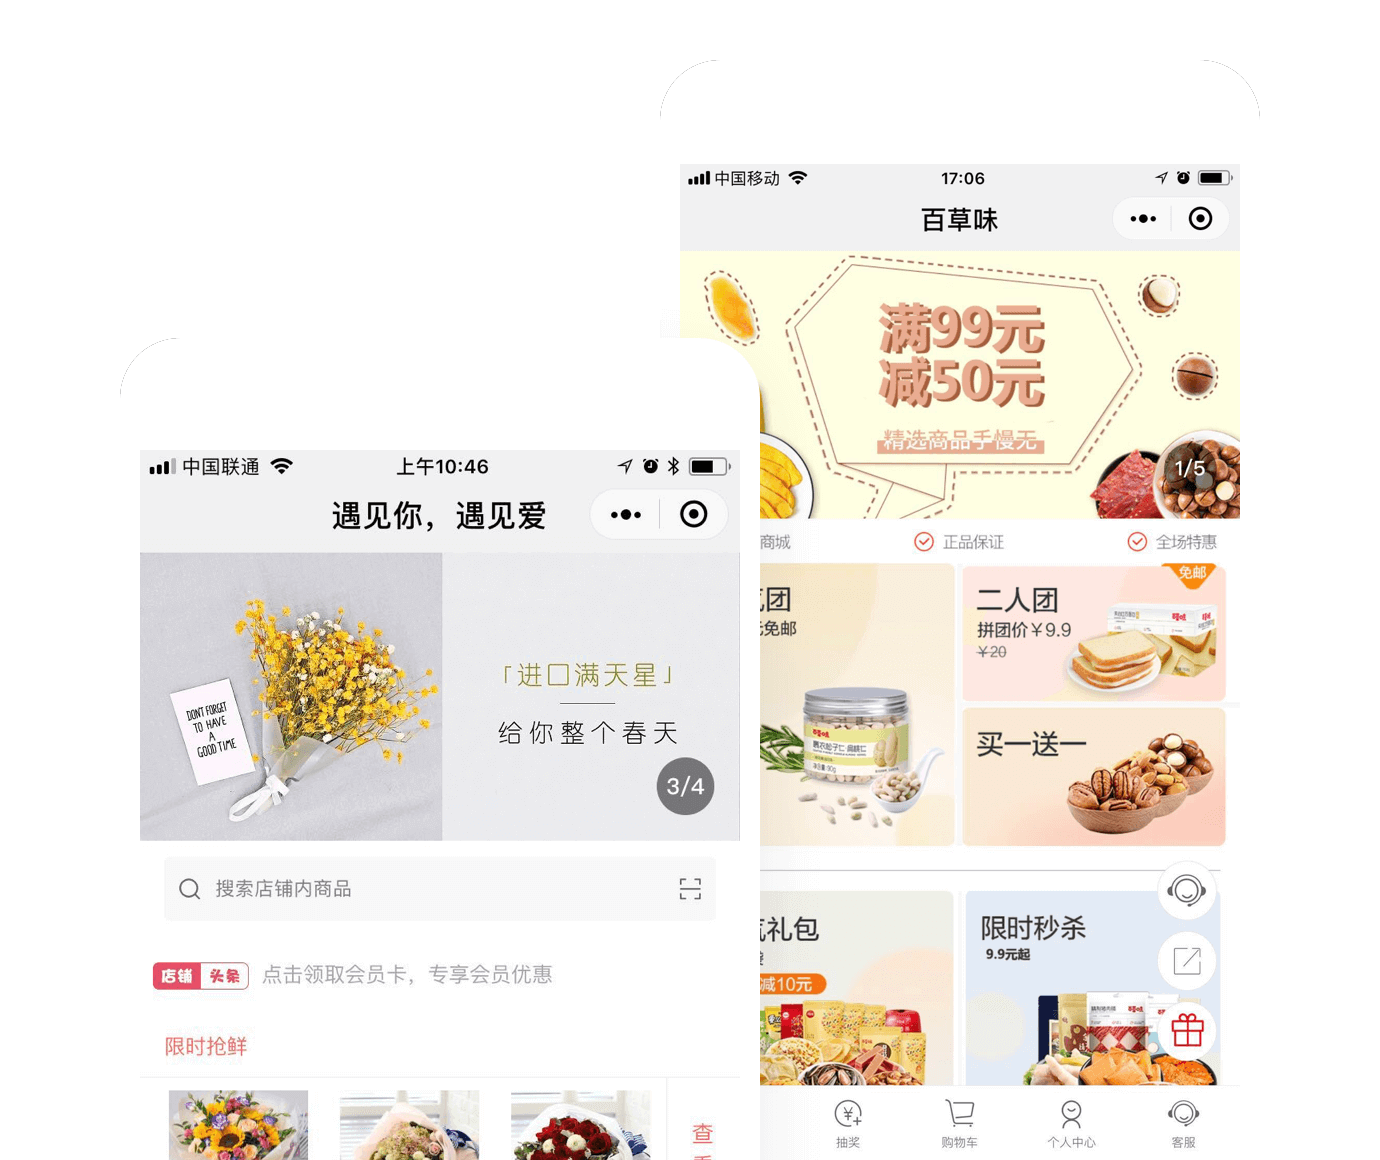 中国移动
17:06
百草味
满99元
减50元
精选商品手慢无
1/5
商城
正品保证
全场特惠
团
元免邮
二人团
拼团价￥9.9
￥20
免邮
百草味
买一送一
礼包
减10元
限时秒杀
9.9元起
抽奖
购物车
个人中心
客服
中国联通
上午10:46
遇见你，遇见爱
DONT FORGET
TO HAVE
A
GOOD TIME
「进口满天星」
给你整个春天
3/4
搜索店铺内商品
店铺 头条
点击领取会员卡，专享会员优惠
限时抢鲜
查